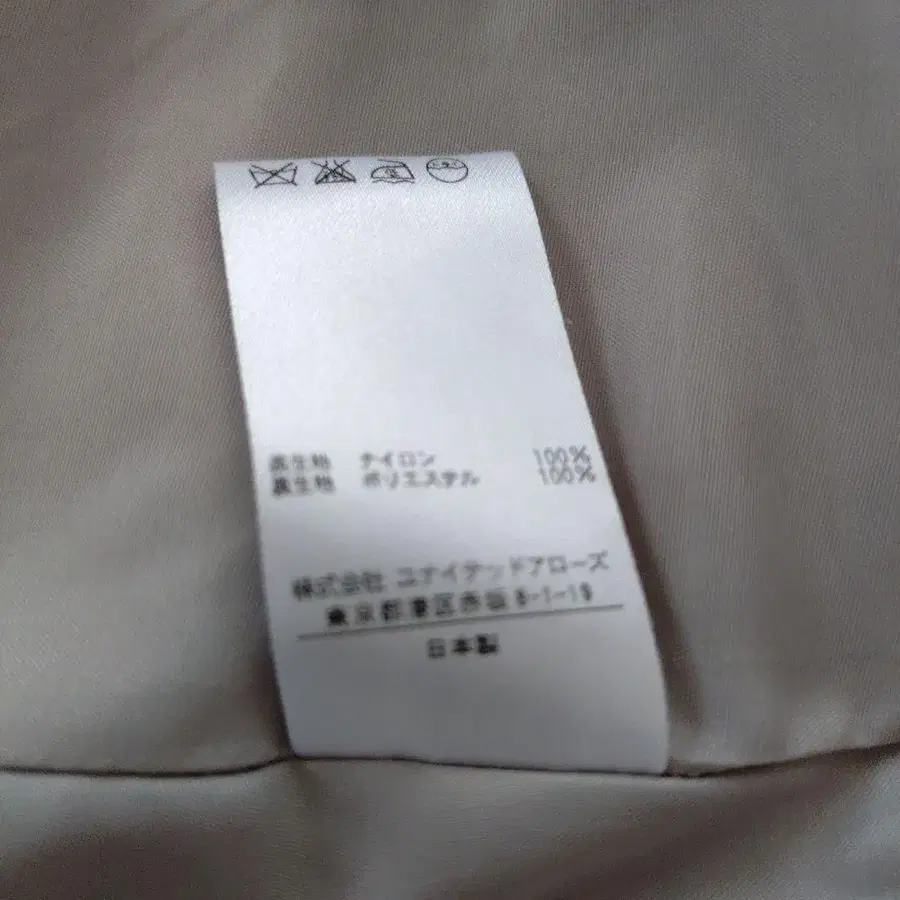 表生地 ナイロン 100%
裏生地 ポリエステル 100%
株式会社 ユナイテッドアローズ
東京都港区赤坂8-1-19
日本製